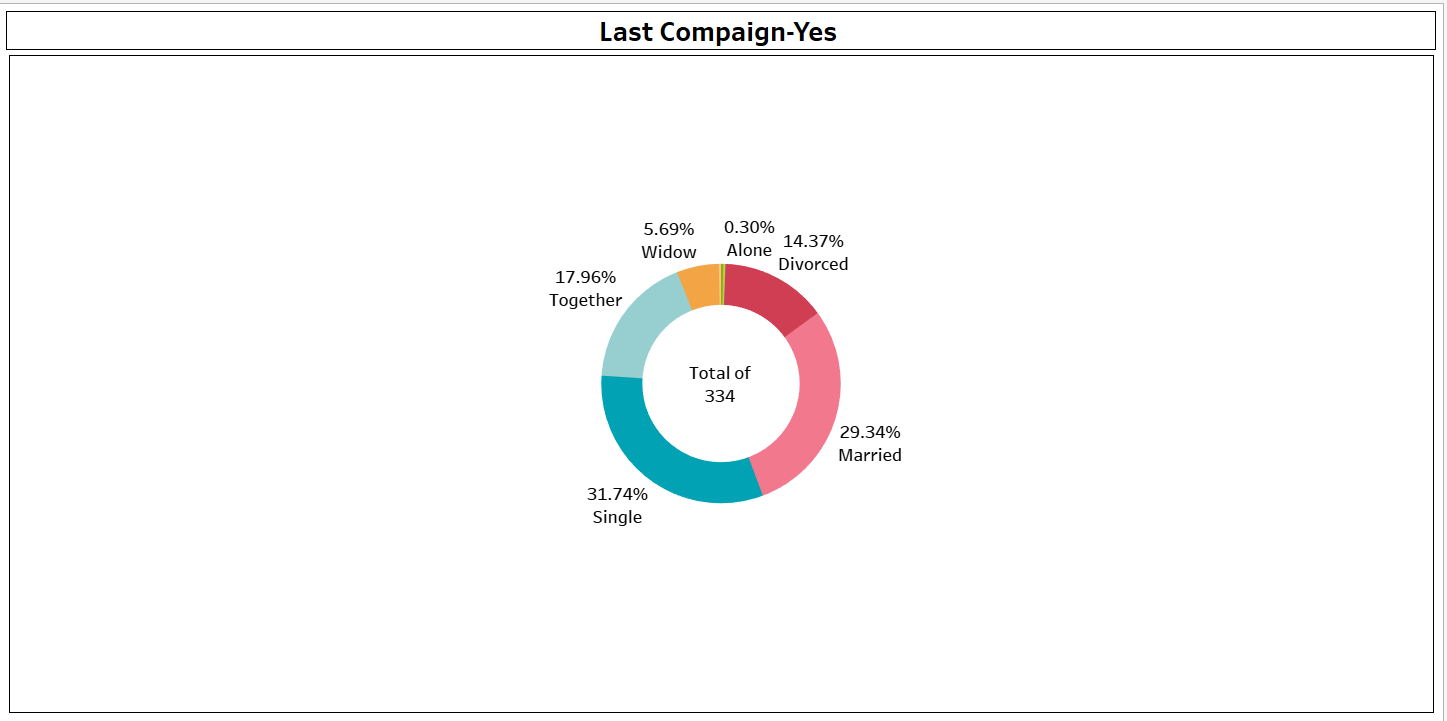 Last Compaign-Yes
5.69%
Widow
0.30%
Alone
14.37%
Divorced
17.96%
Together
Total of
334
29.34%
Married
31.74%
Single